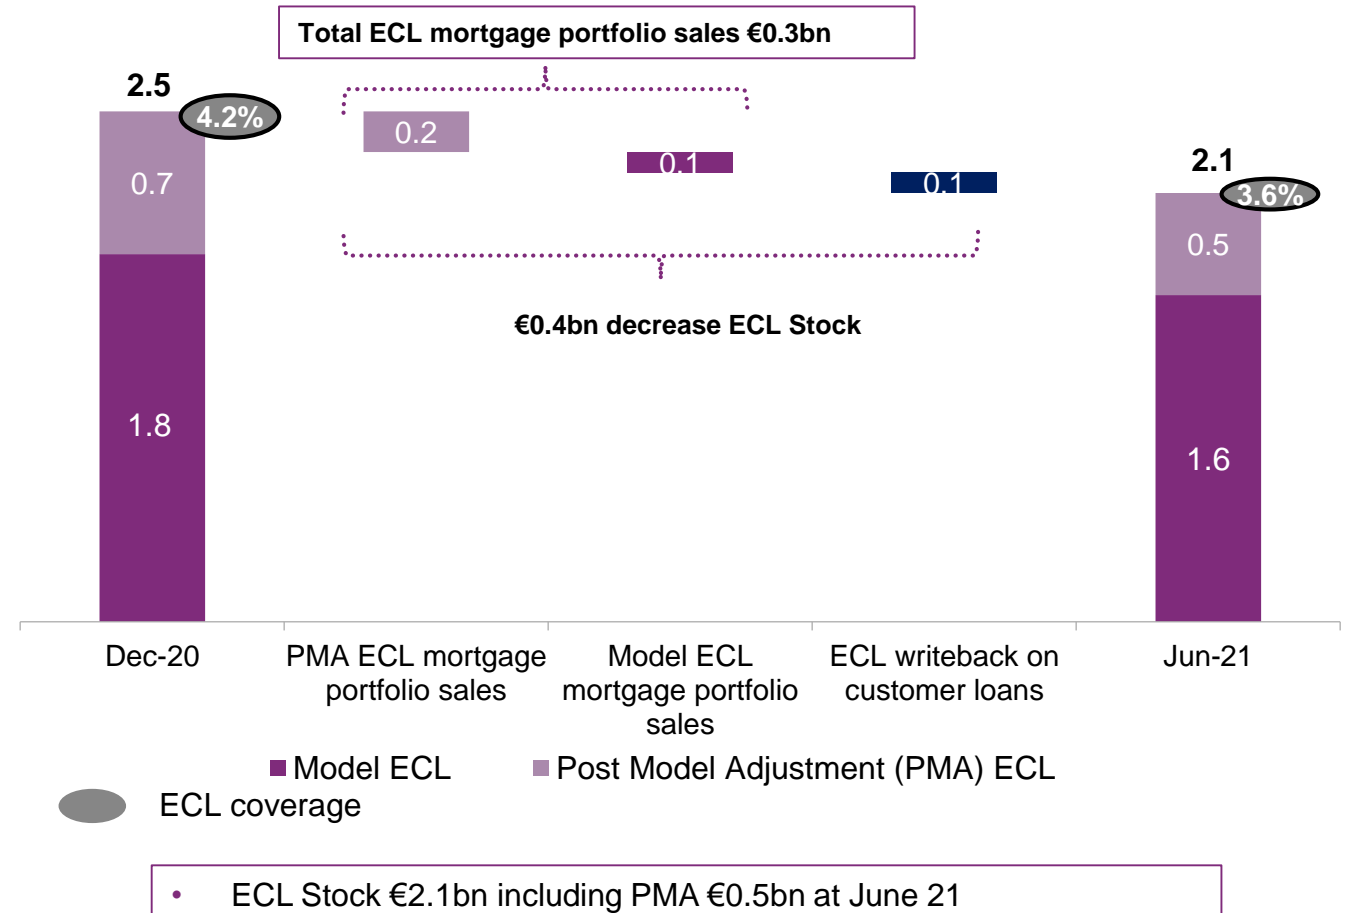 Total ECL mortgage portfolio sales €0.3bn
2.5
4.2%
0.7
1.8
0.2
0.1
0.1
2.1
3.6%
0.5
1.6
€0.4bn decrease ECL Stock
Dec-20
PMA ECL mortgage
portfolio sales
Model ECL
mortgage portfolio
sales
ECL writeback on
customer loans
Jun-21
Model ECL
Post Model Adjustment (PMA) ECL
ECL coverage
• ECL Stock €2.1bn including PMA €0.5bn at June 21